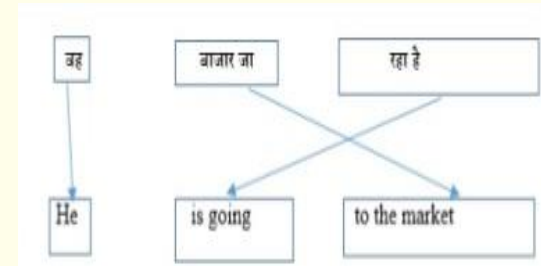 वह
बाजार जा
रहा है
He
is going
to the market